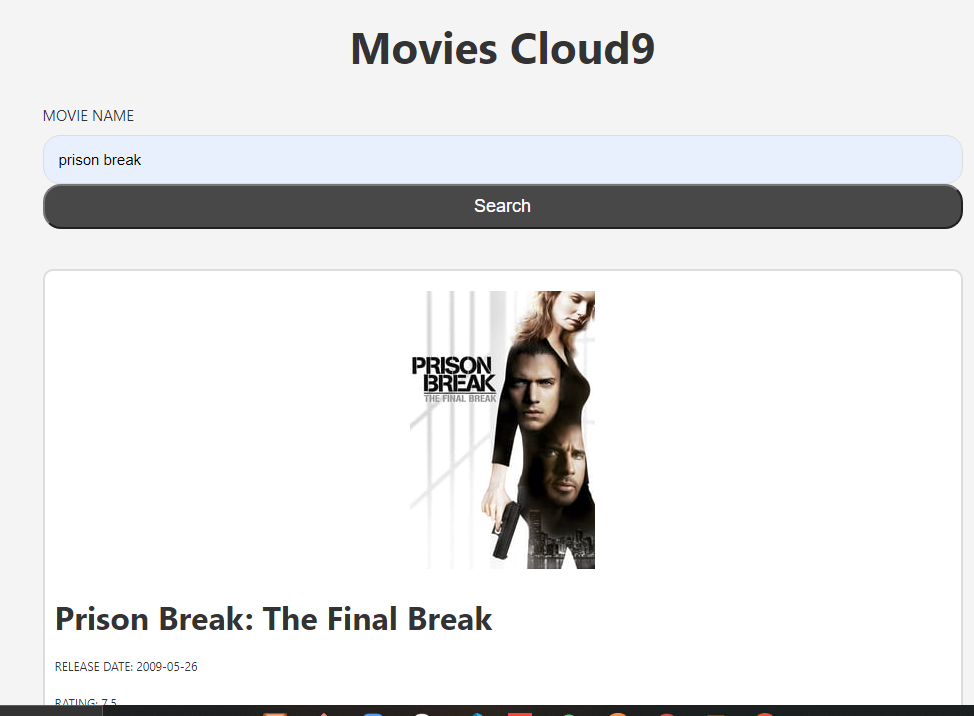 Movies Cloud9
MOVIE NAME
prison break
Search
PRISON
BREAK
THE FINAL BREAK
Prison Break: The Final Break
RELEASE DATE: 2009-05-26
RATING: 7.5